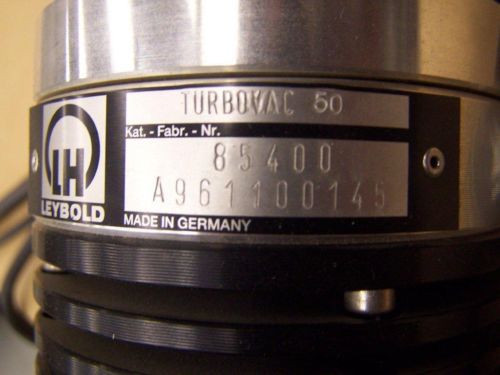 TURBOVAC 50
Kat. - Fabr. - Nr.
85400
A961100145
LH
LEYBOLD
MADE IN GERMANY